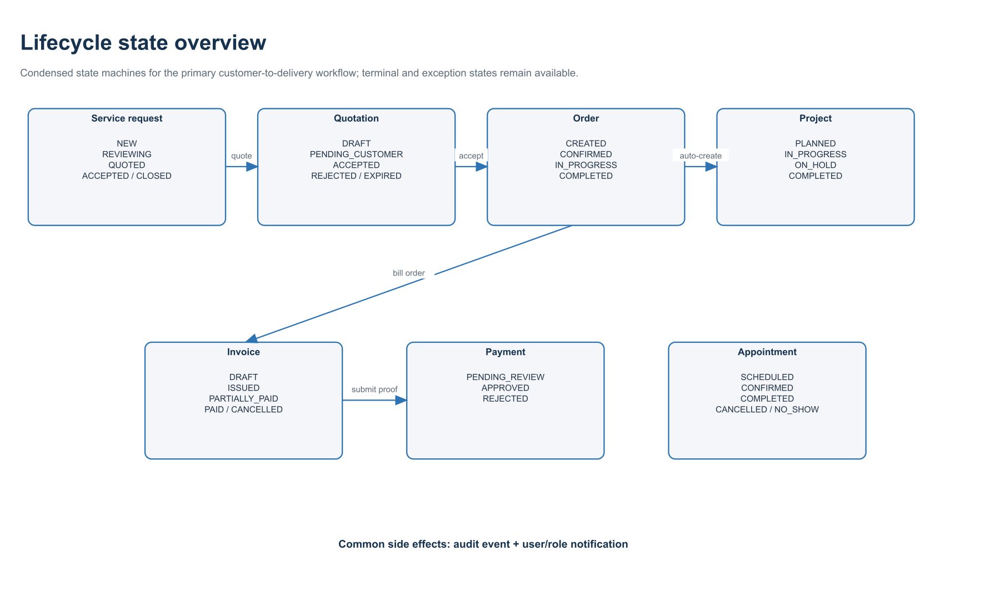 Lifecycle state overview
Condensed state machines for the primary customer-to-delivery workflow; terminal and exception states remain available.
Service request
NEW
REVIEWING
QUOTED
ACCEPTED / CLOSED
quote
Quotation
DRAFT
PENDING_CUSTOMER
ACCEPTED
REJECTED / EXPIRED
accept
Order
CREATED
CONFIRMED
IN_PROGRESS
COMPLETED
auto-create
Project
PLANNED
IN_PROGRESS
ON_HOLD
COMPLETED
bill order
Invoice
DRAFT
ISSUED
PARTIALLY_PAID
PAID / CANCELLED
submit proof
Payment
PENDING_REVIEW
APPROVED
REJECTED
Appointment
SCHEDULED
CONFIRMED
COMPLETED
CANCELLED / NO_SHOW
Common side effects: audit event + user/role notification